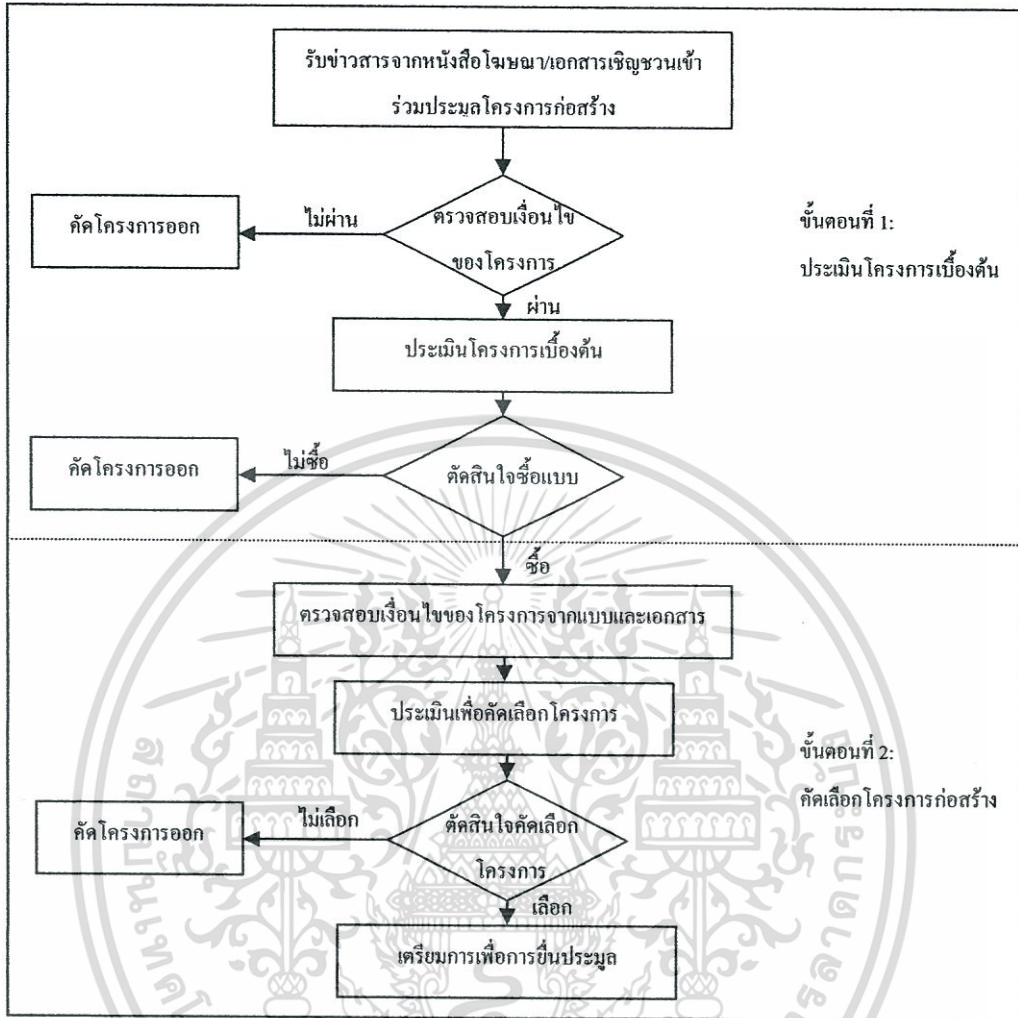 รับข่าวสารจากหนังสือโฆษณา/เอกสารเชิญชวนเข้า
ร่วมประมูลโครงการก่อสร้าง
ตรวจสอบเงื่อนไข
ของโครงการ
ไม่ผ่าน
คัดโครงการออก
ขั้นตอนที่ 1:
ประเมินโครงการเบื้องต้น
ผ่าน
ประเมินโครงการเบื้องต้น
ตัดสินใจซื้อแบบ
ไม่ซื้อ
คัดโครงการออก
ซื้อ
ตรวจสอบเงื่อนไขของโครงการจากแบบและเอกสาร
ประเมินเพื่อคัดเลือกโครงการ
ขั้นตอนที่ 2:
คัดเลือกโครงการก่อสร้าง
ตัดสินใจคัดเลือก
โครงการ
ไม่เลือก
คัดโครงการออก
เลือก
เตรียมการเพื่อการยื่นประมูล